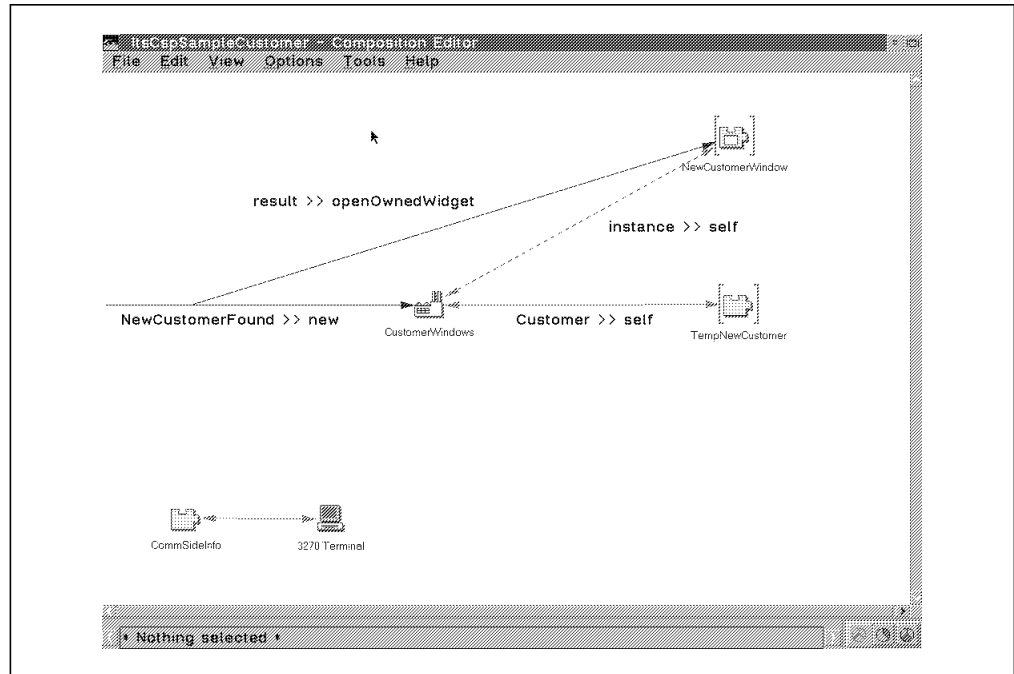 ItsCspSampleCustomer - Composition Editor
File Edit View Options Tools Help
NewCustomerWindow
result >> openOwnedWidget
instance >> self
NewCustomerFound >> new
CustomerWindows
Customer >> self
TempNewCustomer
CommSideInfo
3270 Terminal
* Nothing selected *